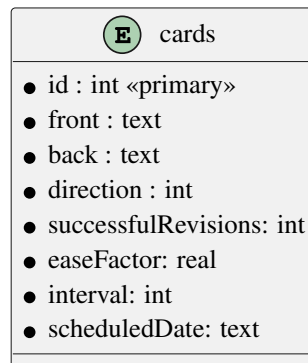 E cards
id : int «primary»
front : text
back : text
direction : int
successfulRevisions: int
easeFactor: real
interval: int
scheduledDate: text